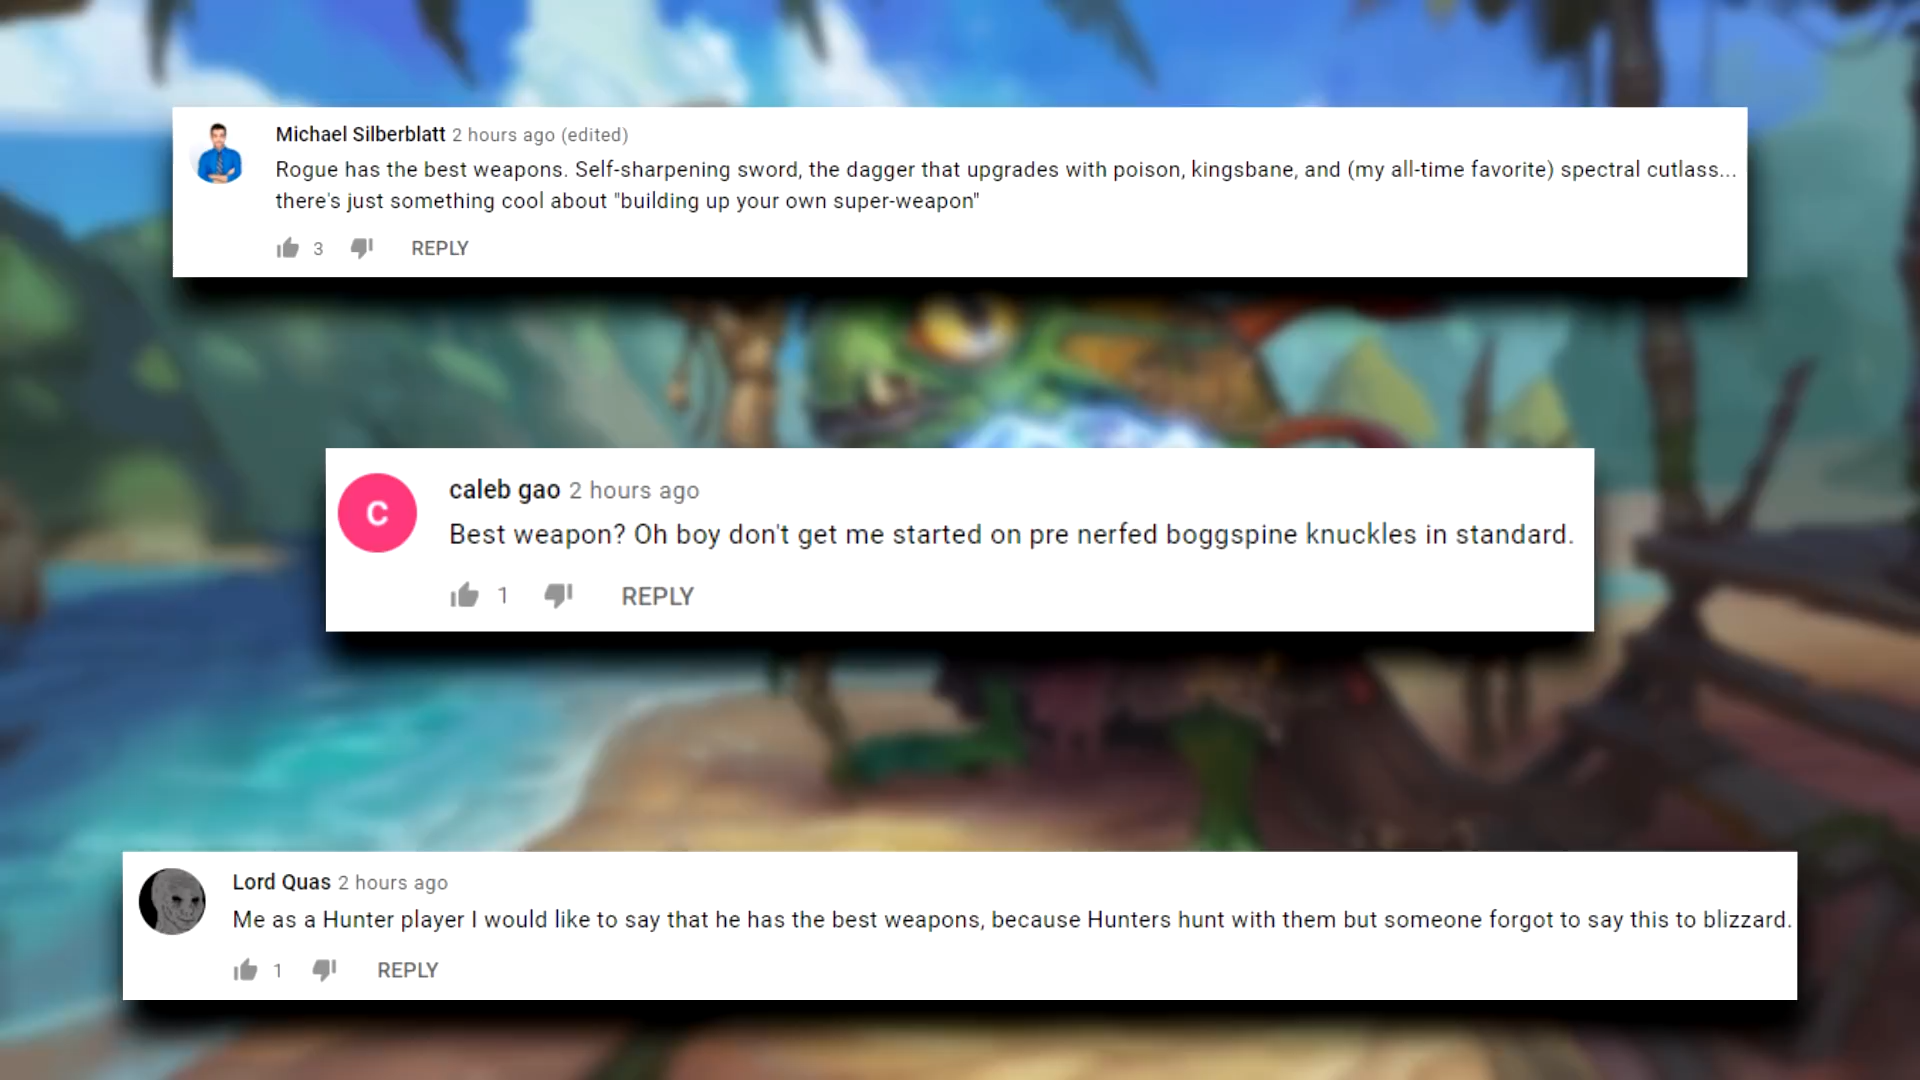 Michael Silberblatt 2 hours ago (edited)
Rogue has the best weapons. Self-sharpening sword, the dagger that upgrades with poison, kingsbane, and (my all-time favorite) spectral cutlass...
there's just something cool about "building up your own super-weapon"
3 REPLY
C
caleb gao 2 hours ago
Best weapon? Oh boy don't get me started on pre nerfed boggspine knuckles in standard.
1 REPLY
Lord Quas 2 hours ago
Me as a Hunter player I would like to say that he has the best weapons, because Hunters hunt with them but someone forgot to say this to blizzard.
1 REPLY